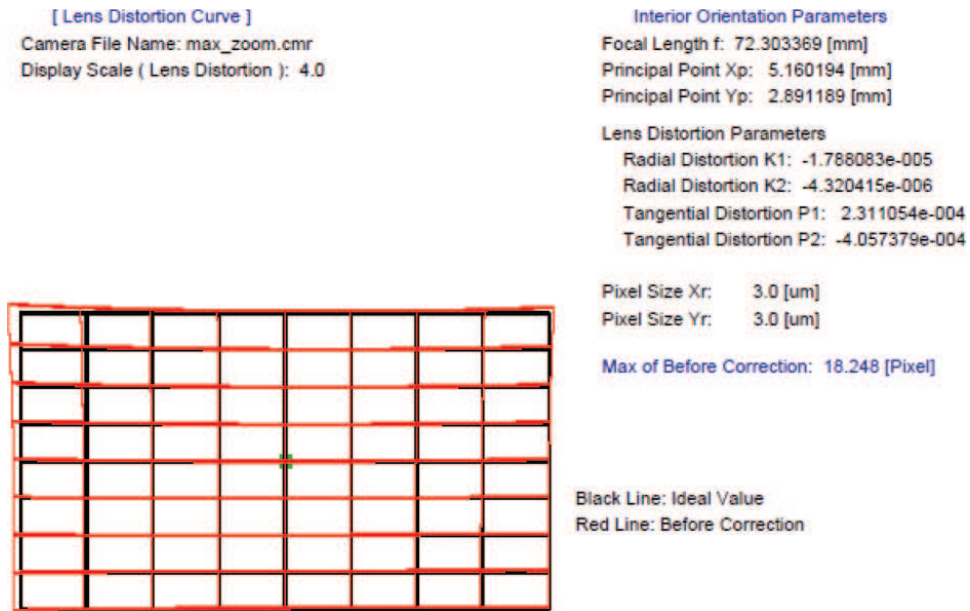 [ Lens Distortion Curve ]
Camera File Name: max_zoom.cmr
Display Scale ( Lens Distortion ): 4.0
Interior Orientation Parameters
Focal Length f: 72.303369 [mm]
Principal Point Xp: 5.160194 [mm]
Principal Point Yp: 2.891189 [mm]
Lens Distortion Parameters
Radial Distortion K1: -1.788083e-005
Radial Distortion K2: -4.320415e-006
Tangential Distortion P1: 2.311054e-004
Tangential Distortion P2: -4.057379e-004
Pixel Size Xr: 3.0 [um]
Pixel Size Yr: 3.0 [um]
Max of Before Correction: 18.248 [Pixel]
Black Line: Ideal Value
Red Line: Before Correction